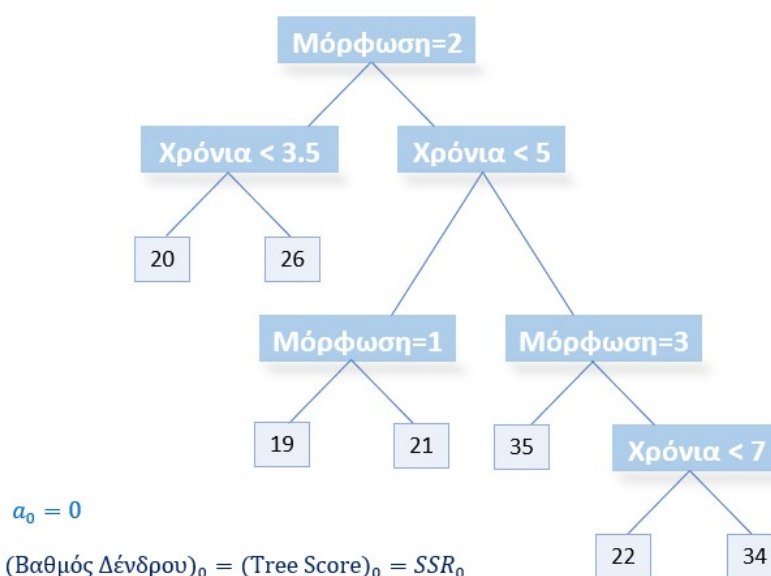 Μόρφωση=2
Χρόνια < 3.5
Χρόνια < 5
20
26
Μόρφωση=1
Μόρφωση=3
19
21
35
Χρόνια < 7
22
34
a₀ = 0
(Βαθμός Δένδρου)₀ = (Tree Score)₀ = SSR₀